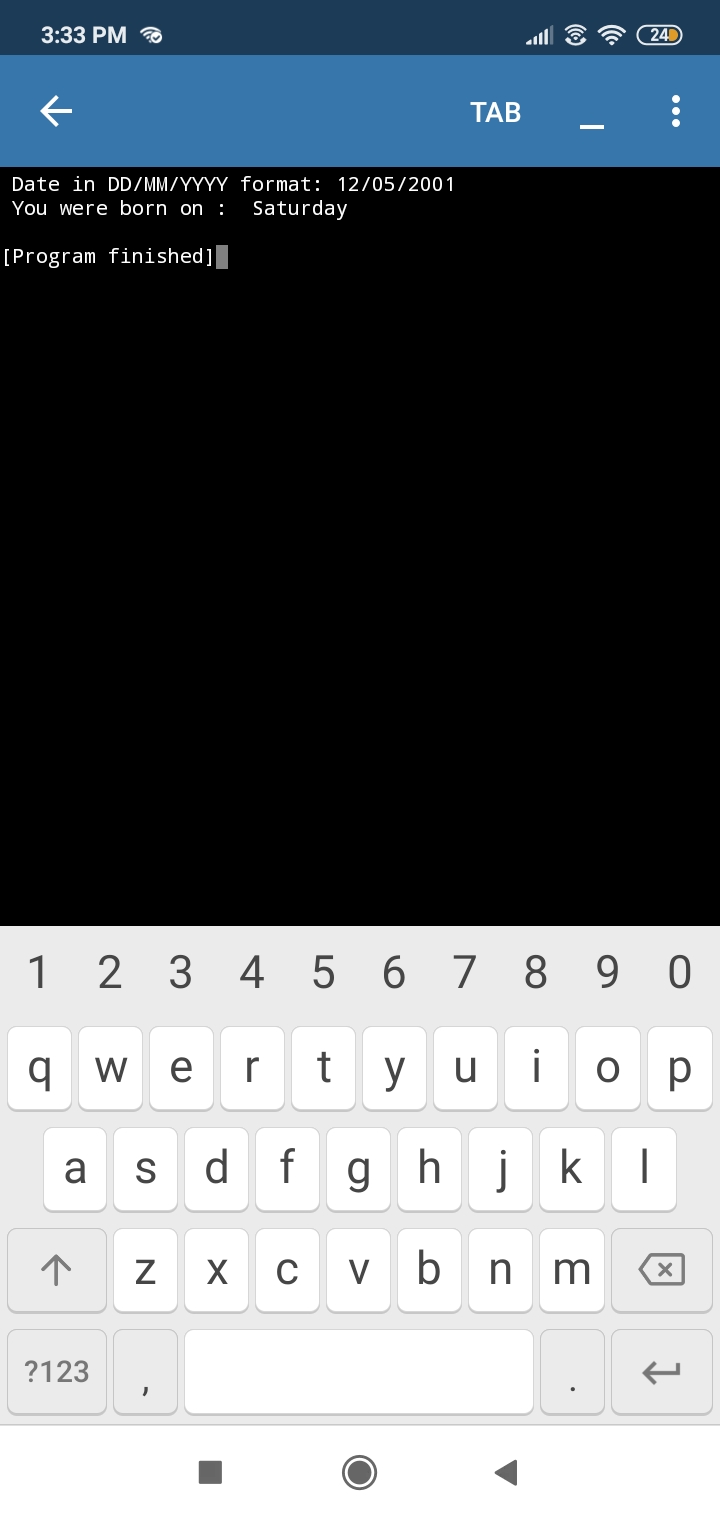 3:33 PM 24
TAB
Date in DD/MM/YYYY format: 12/05/2001
You were born on :  Saturday
[Program finished]
1 2 3 4 5 6 7 8 9 0
q w e r t y u i o p
a s d f g h j k l
z x c v b n m
?123 , .